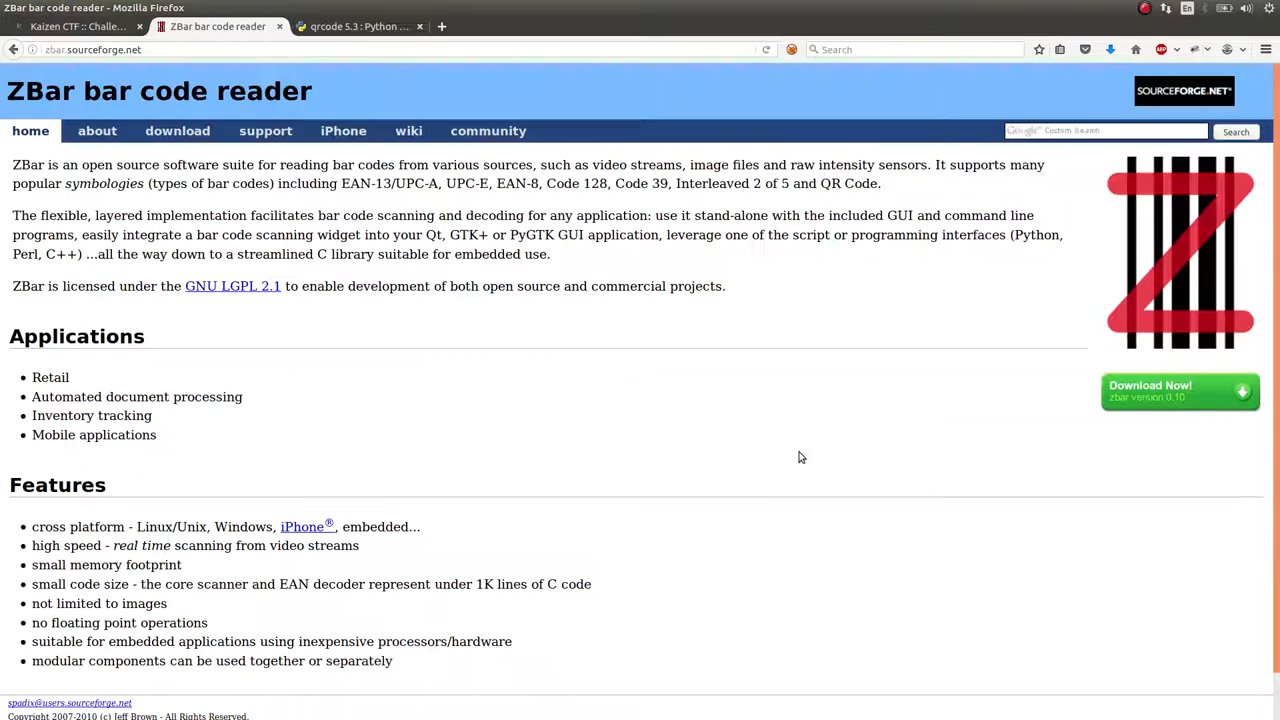 ZBar bar code reader - Mozilla Firefox
En
Kaizen CTF :: Challe... × ZBar bar code reader × qrcode 5.3 : Python ... ×
zbar.sourceforge.net
Search
ABP
ZBar bar code reader
SOURCEFORGE.NET®
home about download support iPhone wiki community
Google™ Custom Search
Search
ZBar is an open source software suite for reading bar codes from various sources, such as video streams, image files and raw intensity sensors. It supports many
popular symbologies (types of bar codes) including EAN-13/UPC-A, UPC-E, EAN-8, Code 128, Code 39, Interleaved 2 of 5 and QR Code.
The flexible, layered implementation facilitates bar code scanning and decoding for any application: use it stand-alone with the included GUI and command line
programs, easily integrate a bar code scanning widget into your Qt, GTK+ or PyGTK GUI application, leverage one of the script or programming interfaces (Python,
Perl, C++) ...all the way down to a streamlined C library suitable for embedded use.
ZBar is licensed under the GNU LGPL 2.1 to enable development of both open source and commercial projects.
Z
Download Now!
zbar version 0.10
Applications
• Retail
• Automated document processing
• Inventory tracking
• Mobile applications
Features
• cross platform - Linux/Unix, Windows, iPhone®, embedded...
• high speed - real time scanning from video streams
• small memory footprint
• small code size - the core scanner and EAN decoder represent under 1K lines of C code
• not limited to images
• no floating point operations
• suitable for embedded applications using inexpensive processors/hardware
• modular components can be used together or separately
spadix@users.sourceforge.net
Copyright 2007-2010 (c) Jeff Brown - All Rights Reserved.